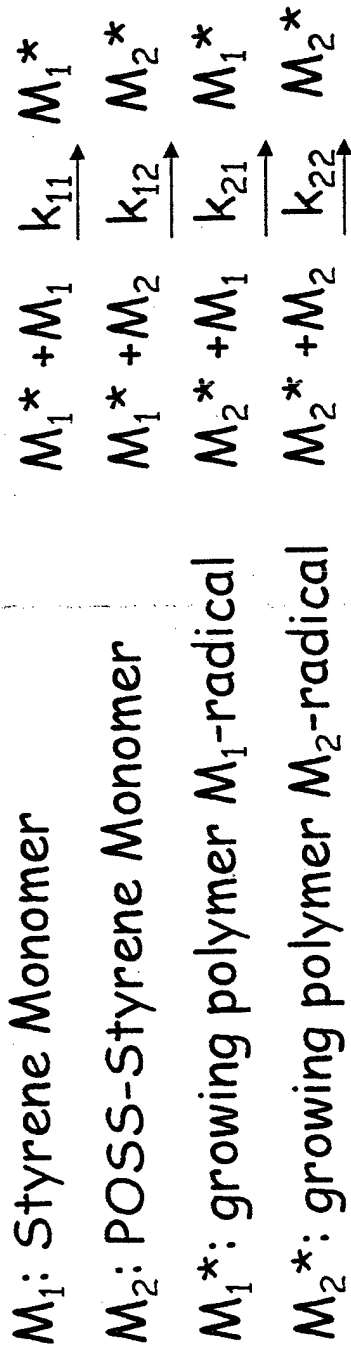 M₁: Styrene Monomer
M₂: POSS-Styrene Monomer
M₁*: growing polymer M₁-radical
M₂*: growing polymer M₂-radical
M₁* +M₁ k₁₁→ M₁*
M₁* +M₂ k₁₂→ M₂*
M₂* +M₁ k₂₁→ M₁*
M₂* +M₂ k₂₂→ M₂*